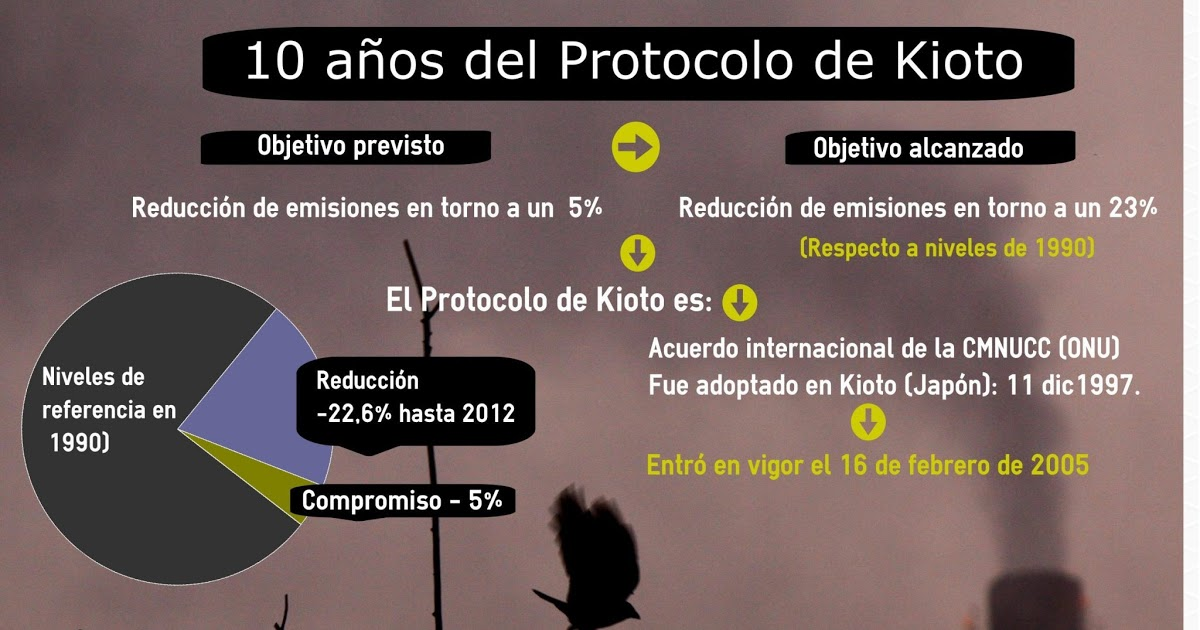 10 años del Protocolo de Kioto
Objetivo previsto
Objetivo alcanzado
Reducción de emisiones en torno a un 5%
Reducción de emisiones en torno a un 23%
(Respecto a niveles de 1990)
El Protocolo de Kioto es:
Acuerdo internacional de la CMNUCC (ONU)
Fue adoptado en Kioto (Japón): 11 dic1997.
Entró en vigor el 16 de febrero de 2005
Niveles de
referencia en
1990)
Reducción
-22,6% hasta 2012
Compromiso - 5%